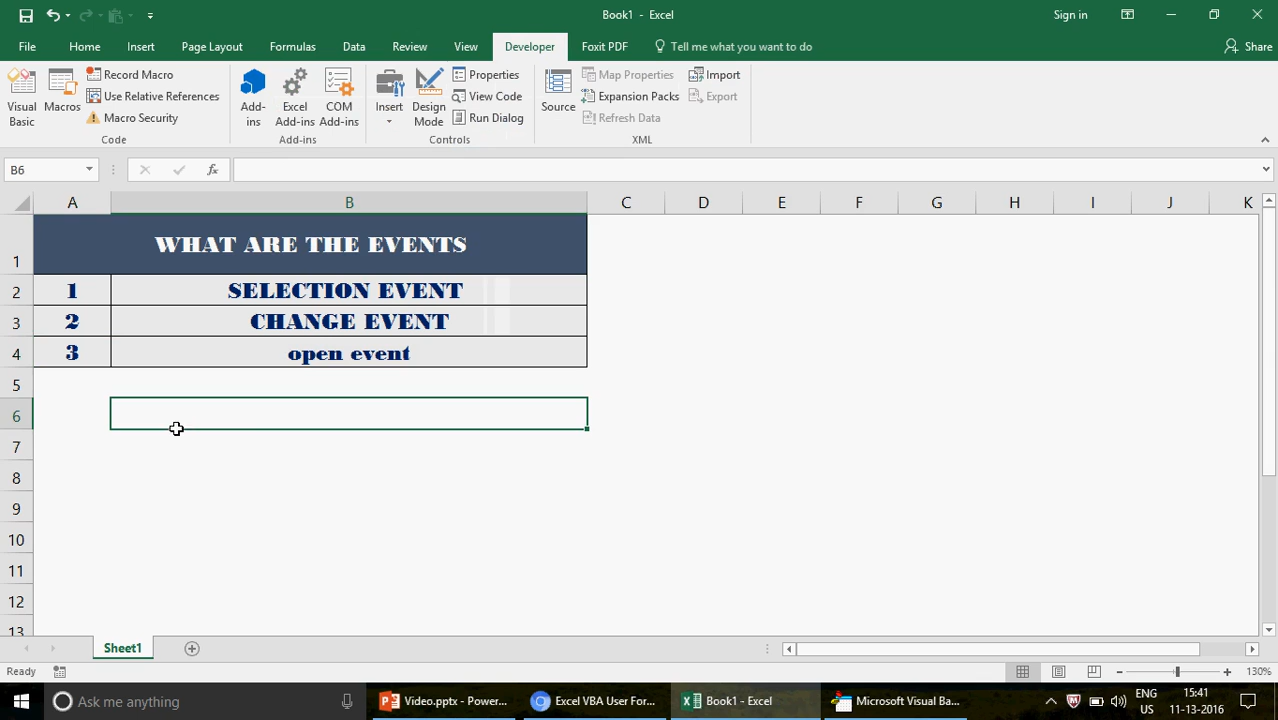 Book1 - Excel
Sign in
File Home Insert Page Layout Formulas Data Review View Developer Foxit PDF Tell me what you want to do Share
Visual Basic
Macros
Record Macro
Use Relative References
Macro Security
Code
Add-ins
Excel Add-ins
COM Add-ins
Add-ins
Insert
Design Mode
Properties
View Code
Run Dialog
Controls
Source
Map Properties
Expansion Packs
Refresh Data
Import
Export
XML
B6 fx
A B C D E F G H I J K
1 WHAT ARE THE EVENTS
2 1 SELECTION EVENT
3 2 CHANGE EVENT
4 3 open event
5
6
7
8
9
10
11
12
13
Sheet1
Ready 130%
Ask me anything Video.pptx - Power... Excel VBA User For... Book1 - Excel Microsoft Visual Ba... ENG 15:41
US 11-13-2016